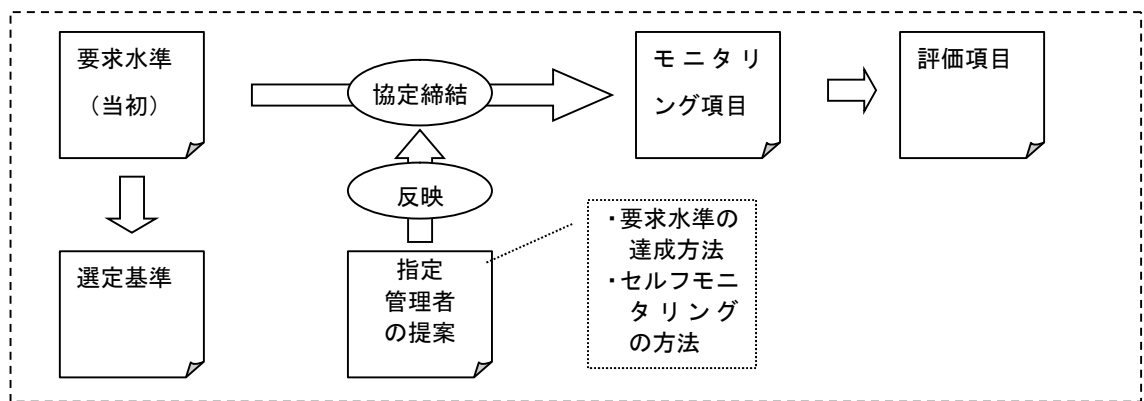 要求水準
（当初）
協定締結
モニタリ
ング項目
評価項目
反映
選定基準
指定
管理者
の提案
・要求水準の
達成方法
・セルフモニ
タリング
の方法